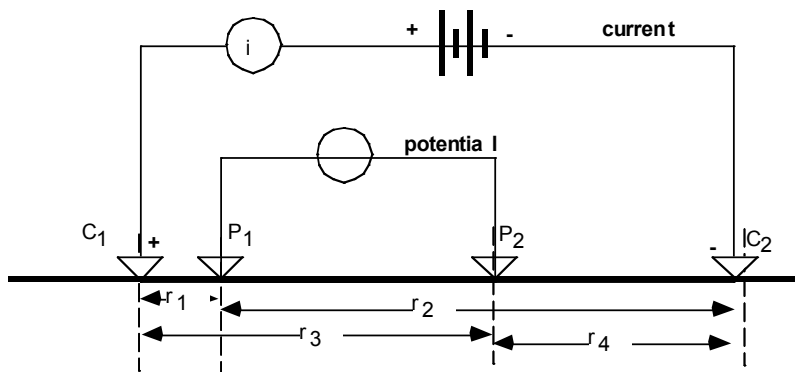 + - current
i
potentia l
C1 + P1 P2 - C2
r1 r2
r3 r4